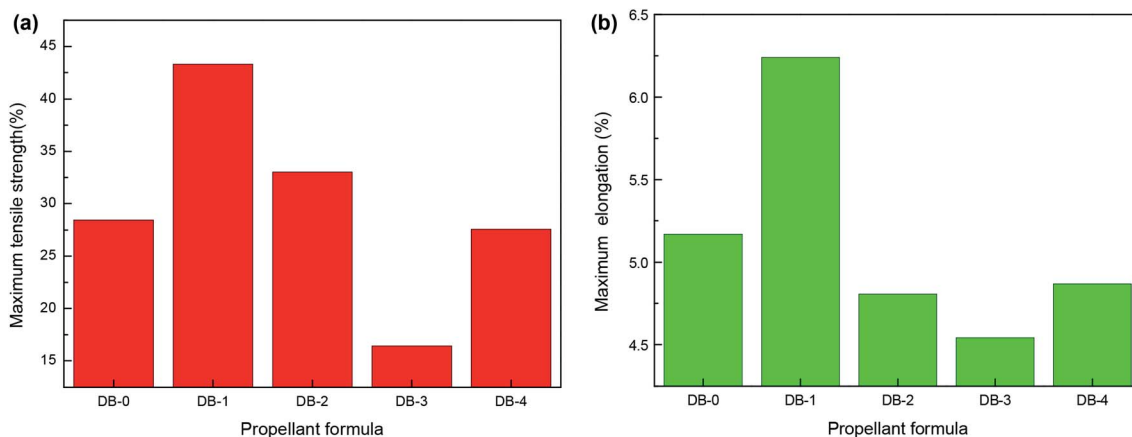 (a)
Maximum tensile strength(%)
45
40
35
30
25
20
15
DB-0 DB-1 DB-2 DB-3 DB-4
Propellant formula
(b)
Maximum elongation (%)
6.5
6.0
5.5
5.0
4.5
DB-0 DB-1 DB-2 DB-3 DB-4
Propellant formula